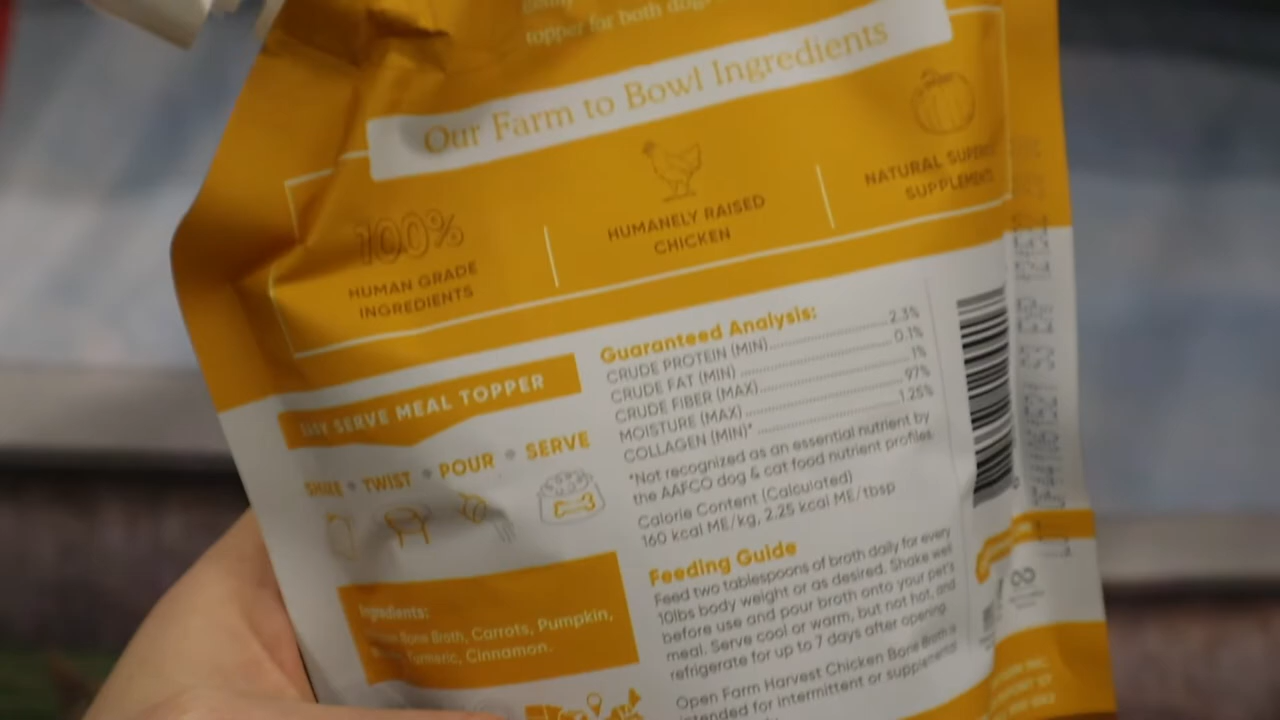 topper for both dogs
Our Farm to Bowl Ingredients
100%
HUMAN GRADE
INGREDIENTS
HUMANELY RAISED
CHICKEN
NATURAL
SUPPLEMENTS
EASY SERVE MEAL TOPPER
SHAKE TWIST POUR SERVE
Ingredients:
Bone Broth, Carrots, Pumpkin,
Turmeric, Cinnamon.
Guaranteed Analysis:
CRUDE PROTEIN (MIN)..........2.3%
CRUDE FAT (MIN)..........0.1%
CRUDE FIBER (MAX)..........1%
MOISTURE (MAX)..........97%
COLLAGEN (MIN)*..........1.25%
*Not recognized as an essential nutrient by
the AAFCO dog & cat food nutrient profiles.
Calorie Content (Calculated)
160 kcal ME/kg, 2.25 kcal ME/tbsp
Feeding Guide
Feed two tablespoons of broth daily for every
10lbs body weight or as desired. Shake well
before use and pour broth onto your pet's
meal. Serve cool or warm, but not hot, and
refrigerate for up to 7 days after opening.
Open Farm Harvest Chicken Bone Broth is
intended for intermittent or supplemental